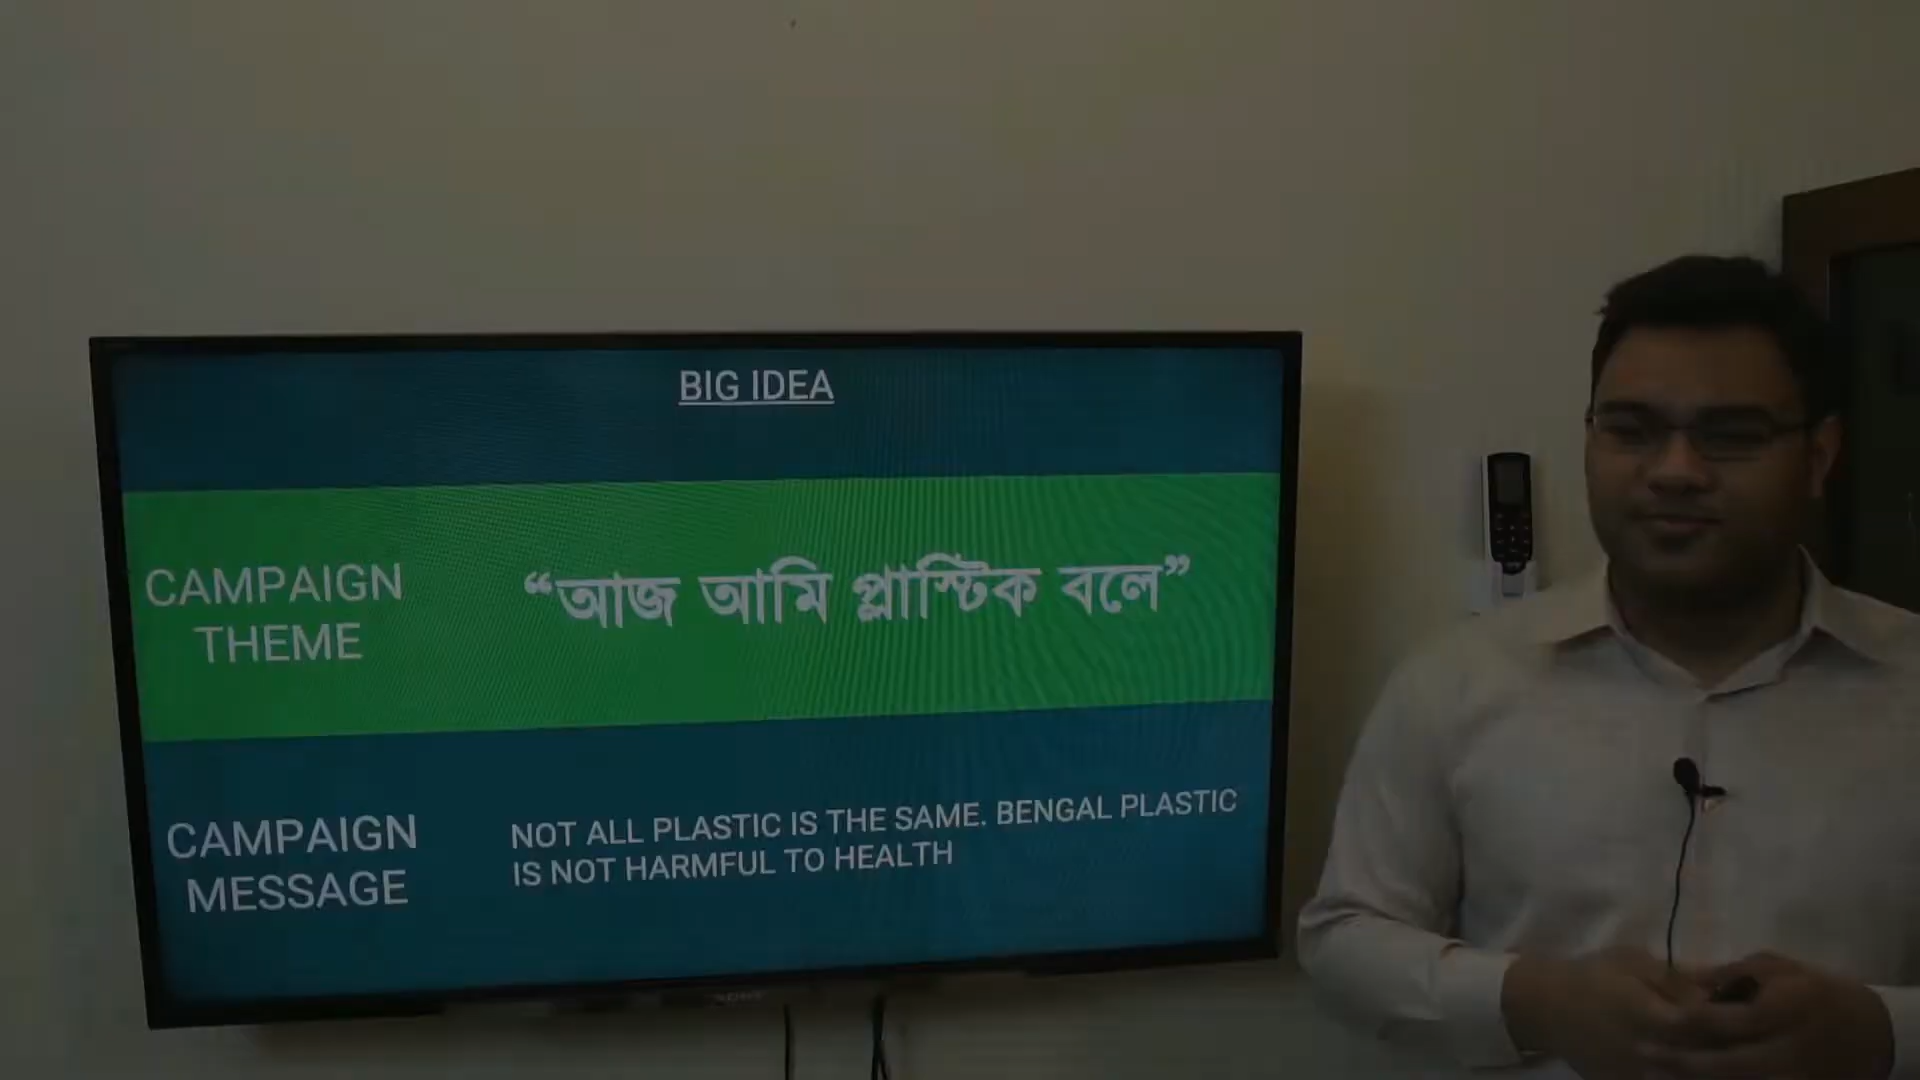 BIG IDEA
CAMPAIGN
THEME
“আজ আমি প্লাস্টিক বলে”
CAMPAIGN
MESSAGE
NOT ALL PLASTIC IS THE SAME. BENGAL PLASTIC
IS NOT HARMFUL TO HEALTH
SONY